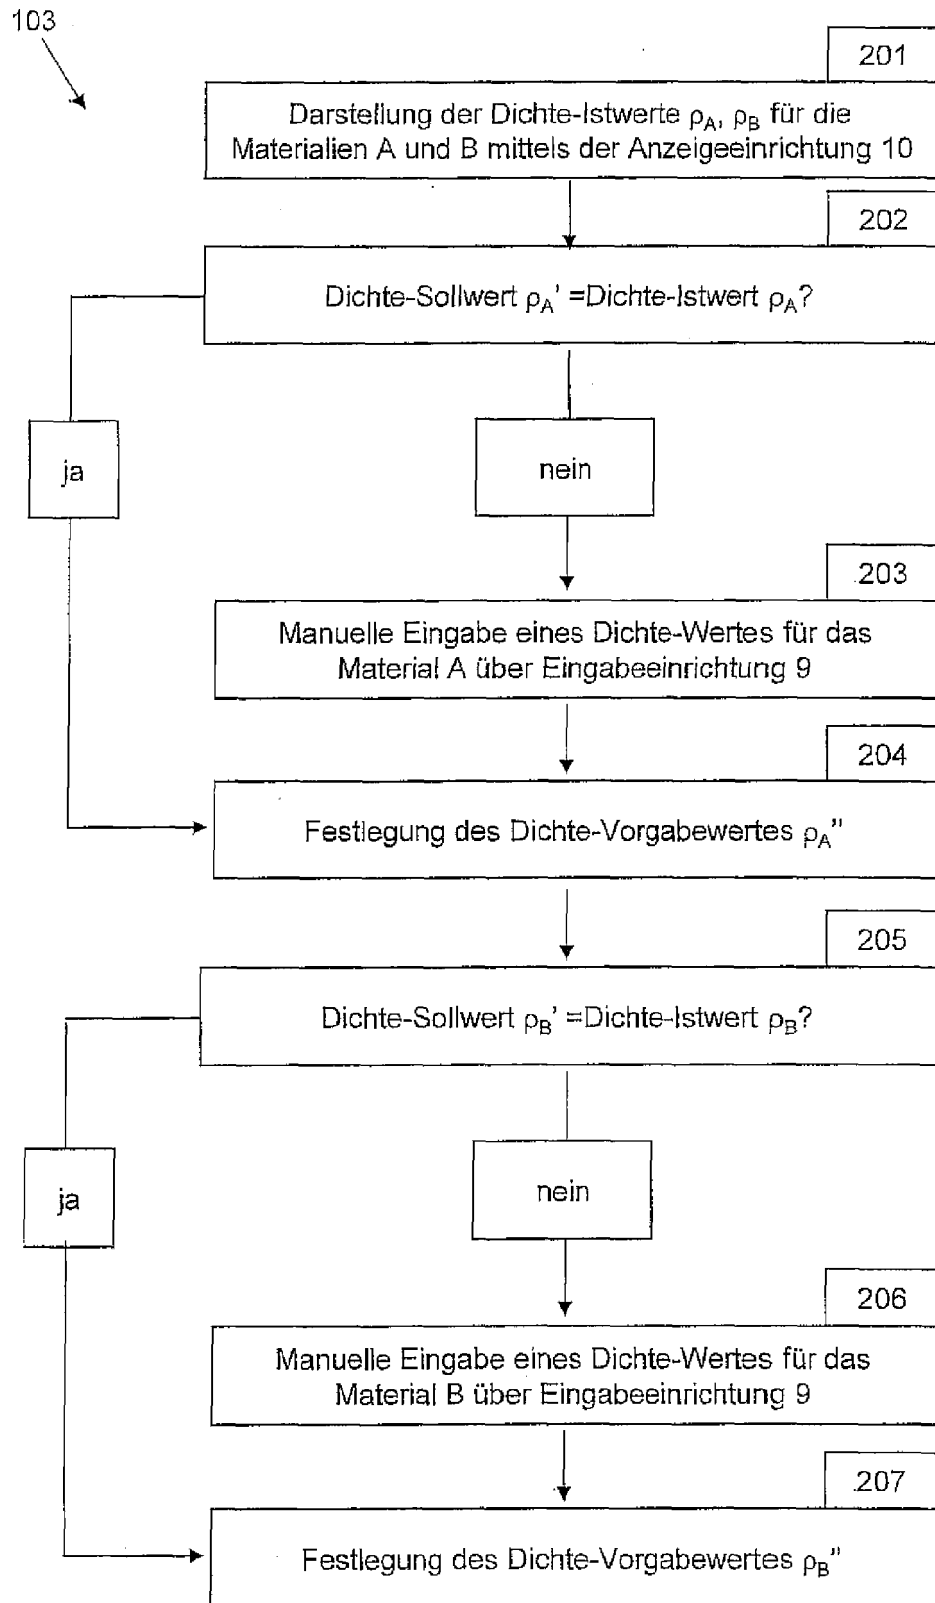 103
201
Darstellung der Dichte-Istwerte ρA, ρB für die
Materialien A und B mittels der Anzeigeeinrichtung 10
202
Dichte-Sollwert ρA' =Dichte-Istwert ρA?
ja
nein
203
Manuelle Eingabe eines Dichte-Wertes für das
Material A über Eingabeeinrichtung 9
204
Festlegung des Dichte-Vorgabewertes ρA"
205
Dichte-Sollwert ρB' =Dichte-Istwert ρB?
ja
nein
206
Manuelle Eingabe eines Dichte-Wertes für das
Material B über Eingabeeinrichtung 9
207
Festlegung des Dichte-Vorgabewertes ρB"